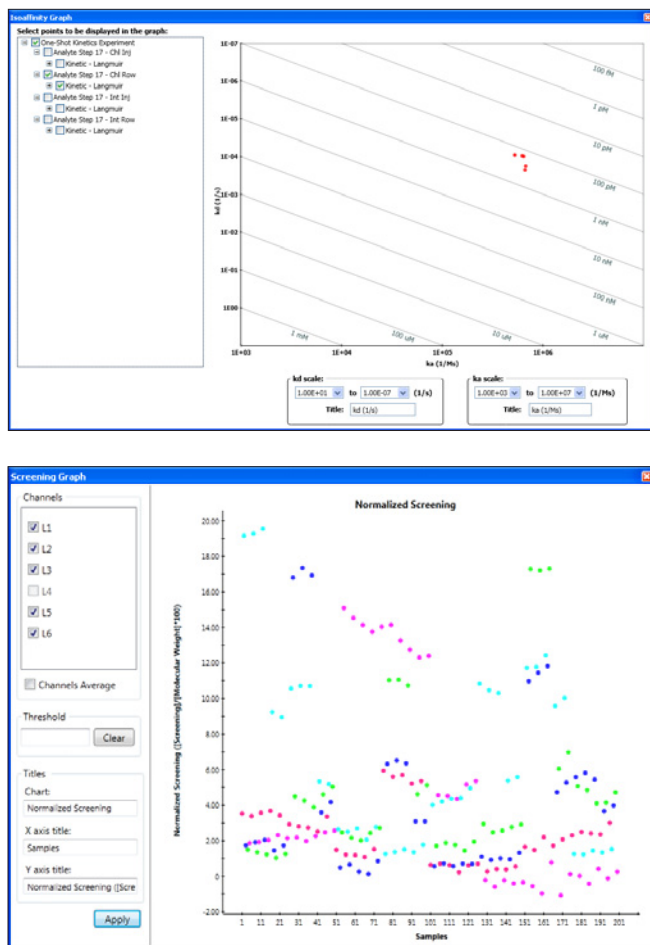 Isoaffinity Graph
Select points to be displayed in the graph:
One-Shot Kinetics Experiment
Analyte Step 17 - Chl Inj
Kinetic - Langmuir
Analyte Step 17 - Chl Row
Kinetic - Langmuir
Analyte Step 17 - Int Inj
Kinetic - Langmuir
Analyte Step 17 - Int Row
Kinetic - Langmuir
1E-07
1E-06
1E-05
1E-04
1E-03
1E-02
1E-01
1E00
kd (1/s)
100 fM
1 pM
10 pM
100 pM
1 nM
10 nM
100 nM
1 mM
100 uM
10 uM
1 uM
1E+03 1E+04 1E+05 1E+06
ka (1/Ms)
kd scale:
1.00E+01 to 1.00E-07 (1/s)
Title: kd (1/s)
ka scale:
1.00E+03 to 1.00E+07 (1/Ms)
Title: ka (1/Ms)
Screening Graph
Channels
L1
L2
L3
L4
L5
L6
Channels Average
Threshold
Clear
Titles
Chart:
Normalized Screening
X axis title:
Samples
Y axis title:
Normalized Screening ([Scre
Apply
Normalized Screening
Normalized Screening ([Screening]/[Molecular Weight]*100)
20.00
18.00
16.00
14.00
12.00
10.00
8.00
6.00
4.00
2.00
0
-2.00
1 11 21 31 41 51 61 71 81 91 101 111 121 131 141 151 161 171 181 191 201
Samples